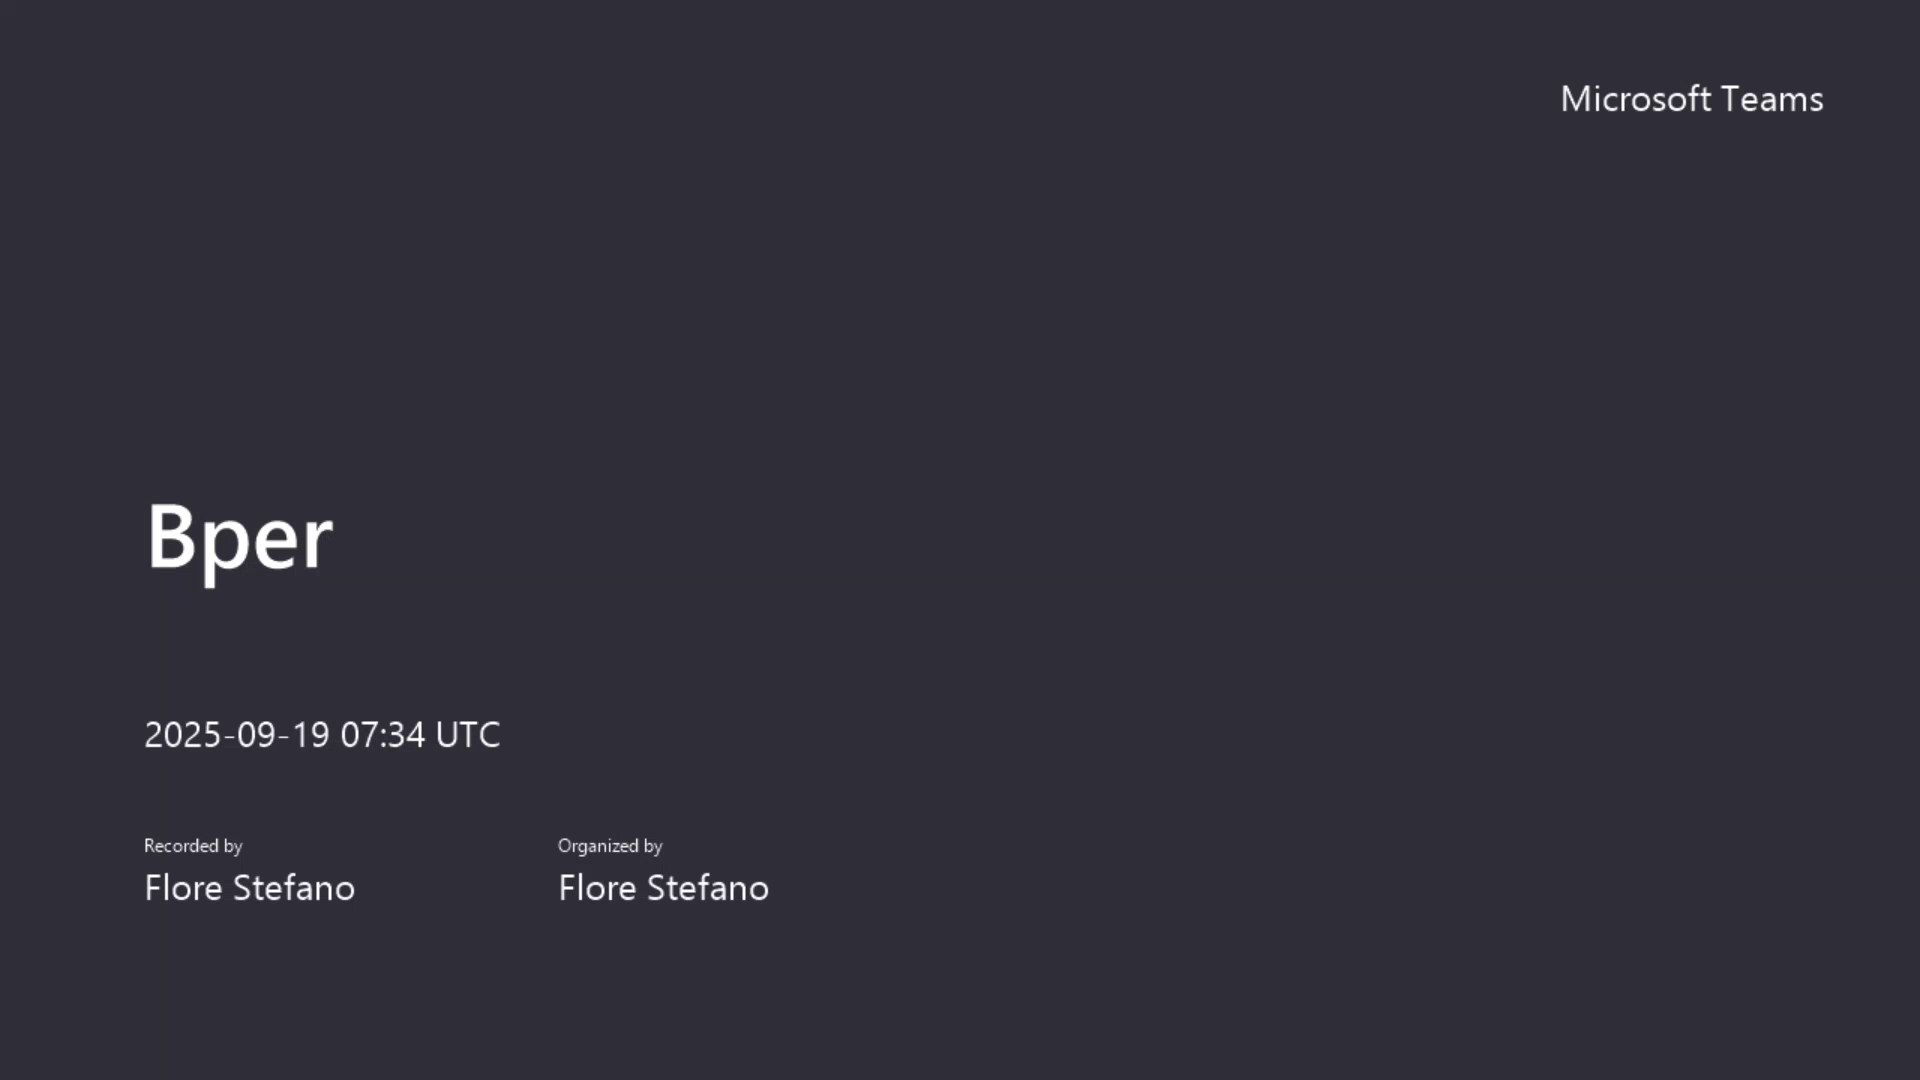 Microsoft Teams
Bper
2025-09-19 07:34 UTC
Recorded by
Flore Stefano
Organized by
Flore Stefano